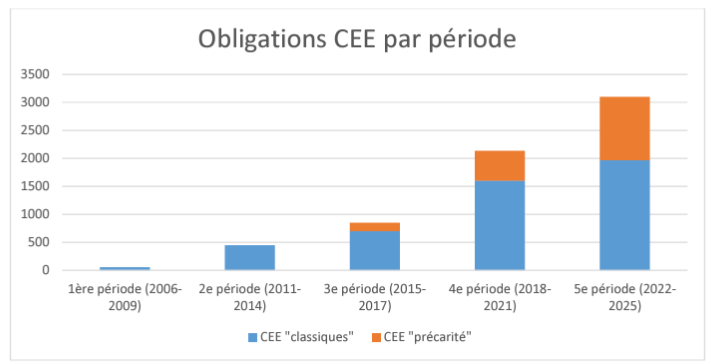 Obligations CEE par période
3500
3000
2500
2000
1500
1000
500
0
1ère période (2006-
2009)
2e période (2011-
2014)
3e période (2015-
2017)
4e période (2018-
2021)
5e période (2022-
2025)
CEE "classiques"
CEE "précarité"